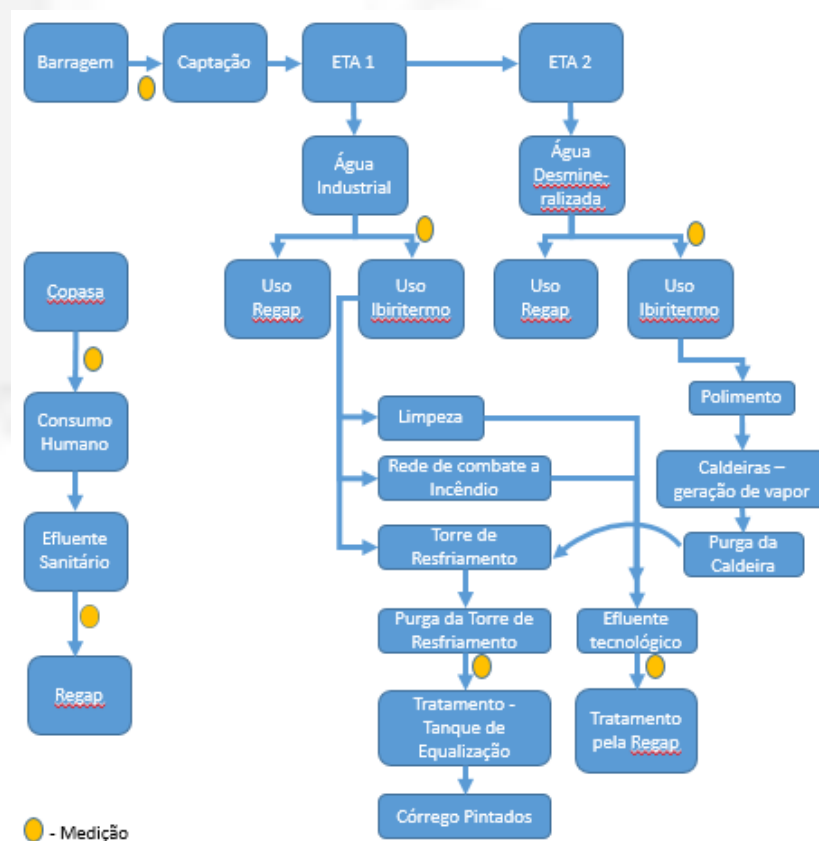 Barragem
Captação
ETA 1
ETA 2
Água
Industrial
Água
Desmine-
ralizada
Copasa
Uso
Regap
Uso
Ibiritermo
Uso
Regap
Uso
Ibiritermo
Consumo
Humano
Limpeza
Polimento
Rede de combate a
Incêndio
Caldeiras –
geração de vapor
Efluente
Sanitário
Torre de
Resfriamento
Purga da
Caldeira
Purga da Torre de
Resfriamento
Efluente
tecnológico
Regap
Tratamento -
Tanque de
Equalização
Tratamento
pela Regap
Córrego Pintados
- Medição